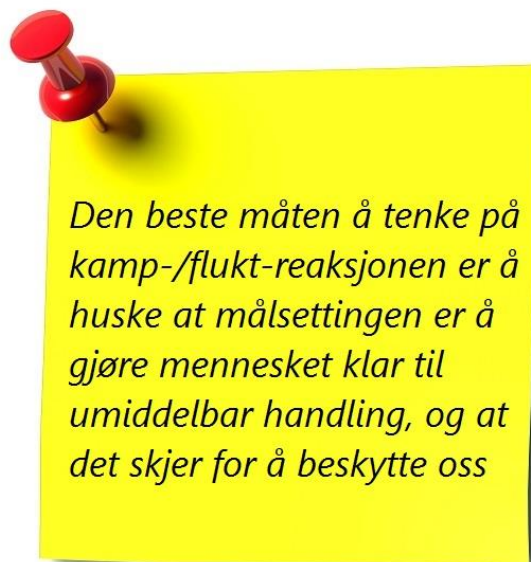 Den beste måten å tenke på
kamp-/flukt-reaksjonen er å
huske at målsettingen er å
gjøre mennesket klar til
umiddelbar handling, og at
det skjer for å beskytte oss